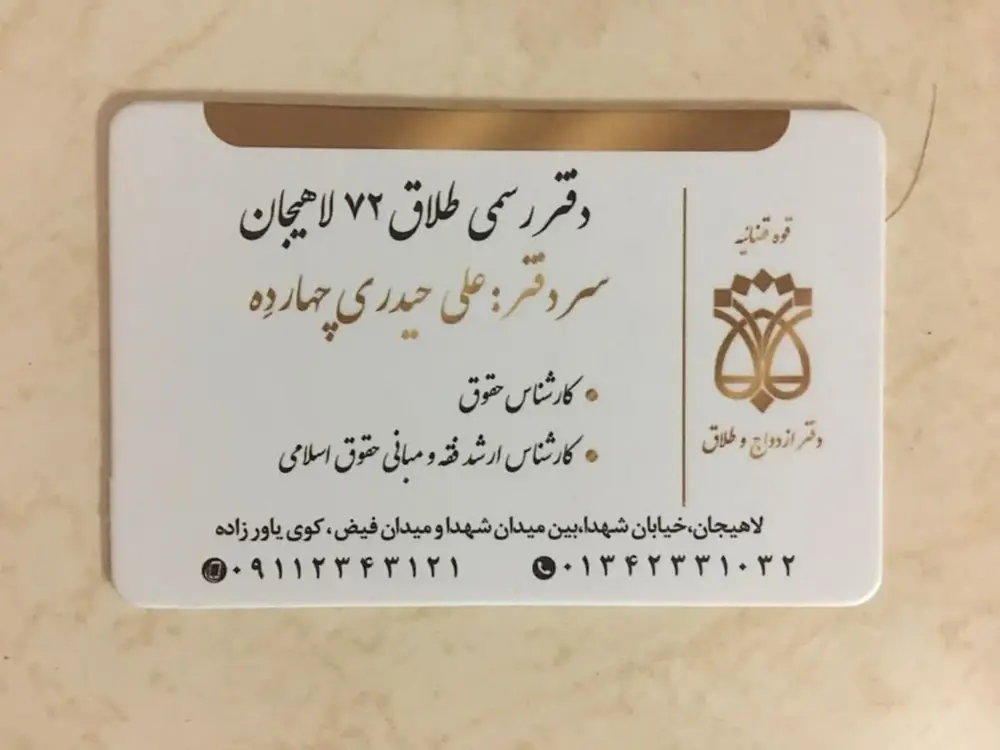 قوه قضائیه
دفتر ازدواج و طلاق
دفتر رسمی طلاق ۷۲ لاهیجان
سردفتر: علی حیدری چهاردِه
• کارشناس حقوق
• کارشناس ارشد فقه و مبانی حقوق اسلامی
لاهیجان،خیابان شهدا،بین میدان شهدا و میدان فیض، کوی یاور زاده
۰۱۳۴۲۳۳۱۰۳۲ ۰۹۱۱۲۳۴۳۱۲۱